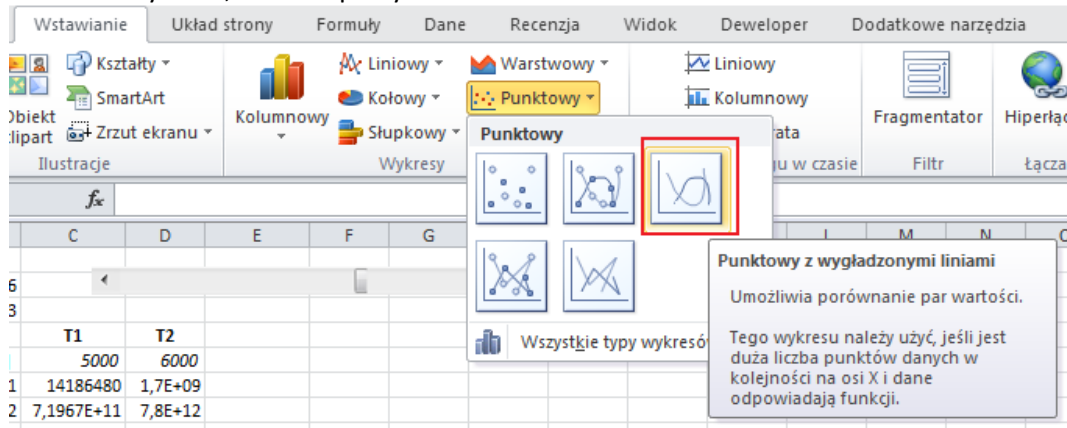 Wstawianie Układ strony Formuły Dane Recenzja Widok Deweloper Dodatkowe narzędzia
Kształty Liniowy Warstwowy Liniowy
SmartArt Kołowy Punktowy Kolumnowy
Kolumnowy Fragmentator
Zrzut ekranu Słupkowy
Ilustracje Wykresy w czasie Filtr Łącza
Punktowy
fx
C D E F G L M N
T1 T2
5000 6000
14186480 1,7E+09
7,1967E+11 7,8E+12
Wszystkie typy wykresów
Punktowy z wygładzonymi liniami
Umożliwia porównanie par wartości.
Tego wykresu należy użyć, jeśli jest
duża liczba punktów danych w
kolejności na osi X i dane
odpowiadają funkcji.